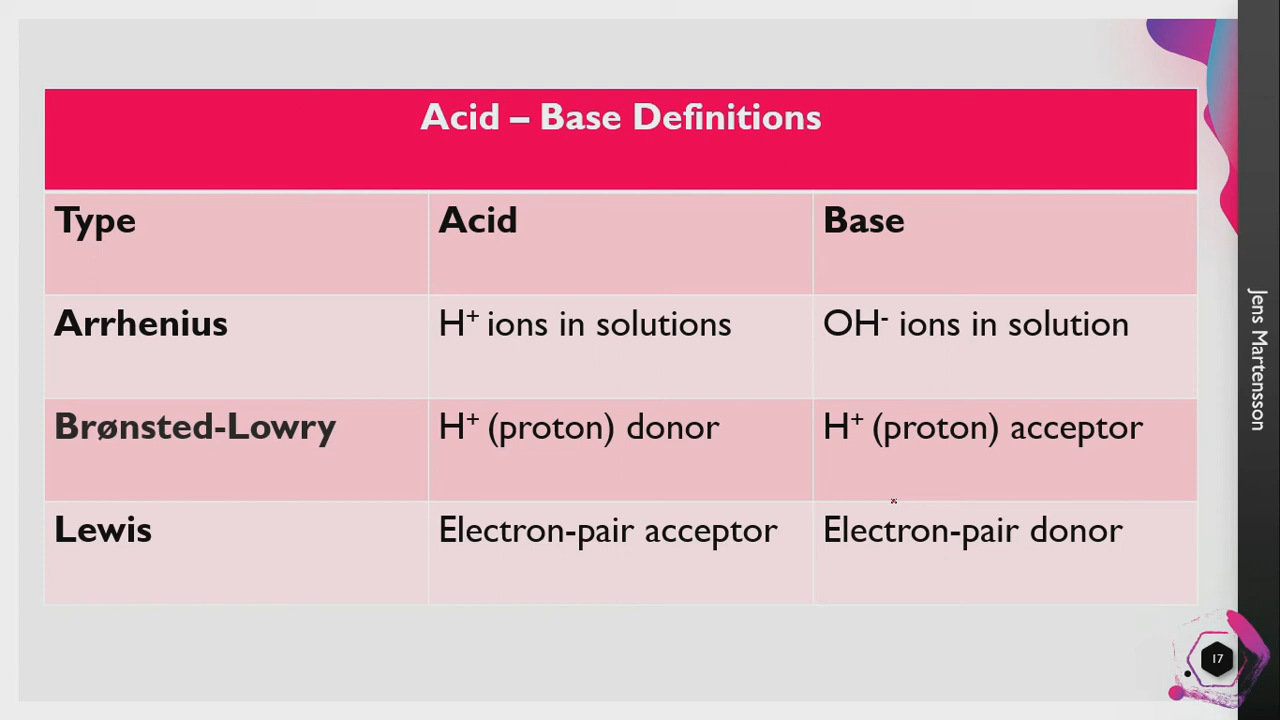 Acid – Base Definitions
Type Acid Base
Arrhenius H⁺ ions in solutions OH⁻ ions in solution
Brønsted-Lowry H⁺ (proton) donor H⁺ (proton) acceptor
Lewis Electron-pair acceptor Electron-pair donor
Jens Martensson
17